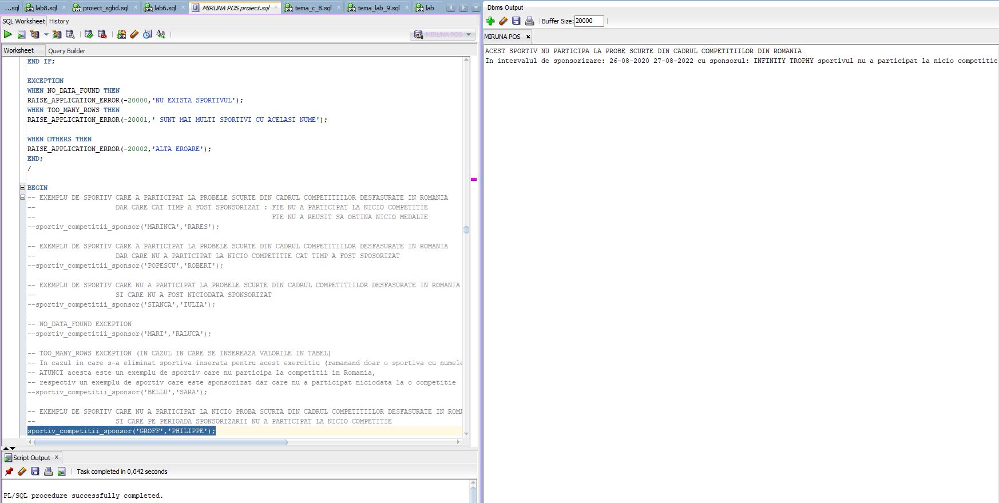 ...sql lab8.sql proiect_sgbd.sql lab6.sql MIRUNA POS proiect.sql tema_c_8.sql tema_lab_9.sql lab...
SQL Worksheet History
MIRUNA POS
Worksheet Query Builder
END IF;
EXCEPTION
WHEN NO_DATA_FOUND THEN
RAISE_APPLICATION_ERROR(-20000,'NU EXISTA SPORTIVUL');
WHEN TOO_MANY_ROWS THEN
RAISE_APPLICATION_ERROR(-20001,' SUNT MAI MULTI SPORTIVI CU ACELASI NUME');
WHEN OTHERS THEN
RAISE_APPLICATION_ERROR(-20002,'ALTA EROARE');
END;
/
BEGIN
-- EXEMPLU DE SPORTIV CARE A PARTICIPAT LA PROBELE SCURTE DIN CADRUL COMPETITIILOR DESFASURATE IN ROMANIA
-- DAR CARE CAT TIMP A FOST SPONSORIZAT : FIE NU A PARTICIPAT LA NICIO COMPETITIE
-- FIE NU A REUSIT SA OBTINA NICIO MEDALIE
--sportiv_competitii_sponsor('MARINCA','RARES');
-- EXEMPLU DE SPORTIV CARE A PARTICIPAT LA PROBELE SCURTE DIN CADRUL COMPETITIILOR DESFASURATE IN ROMANIA
-- DAR CARE NU A PARTICIPAT LA NICIO COMPETITIE CAT TIMP A FOST SPOSORIZAT
--sportiv_competitii_sponsor('POPESCU','ROBERT');
-- EXEMPLU DE SPORTIV CARE NU A PARTICIPAT LA PROBELE SCURTE DIN CADRUL COMPETITIILOR DESFASURATE IN ROMANIA
-- SI CARE NU A FOST NICIODATA SPONSORIZAT
--sportiv_competitii_sponsor('STANCA','IULIA');
-- NO_DATA_FOUND EXCEPTION
--sportiv_competitii_sponsor('MARI','RALUCA');
-- TOO_MANY_ROWS EXCEPTION (IN CAZUL IN CARE SE INSEREAZA VALORILE IN TABEL)
-- In cazul in care s-a eliminat sportiva inserata pentru acest exercitiu (ramanand doar o sportiva cu numele
-- ATUNCI acesta este un exemplu de sportiv care nu participa la competitii in Romania,
-- respectiv un exemplu de sportiv care este sponsorizat dar care nu a participat niciodata la o competitie
--sportiv_competitii_sponsor('BELLU','SARA');
-- EXEMPLU DE SPORTIV CARE NU A PARTICIPAT LA NICIO PROBA SCURTA DIN CADRUL COMPETITIILOR DESFASURATE IN ROMA
-- SI CARE PE PERIOADA SPONSORIZARII NU A PARTICIPAT LA NICIO COMPETITIE
sportiv_competitii_sponsor('GROFF','PHILIPPE');
Script Output x
Task completed in 0,042 seconds
PL/SQL procedure successfully completed.
Dbms Output
Buffer Size: 20000
MIRUNA POS x
ACEST SPORTIV NU PARTICIPA LA PROBE SCURTE DIN CADRUL COMPETITIILOR DIN ROMANIA
In intervalul de sponsorizare: 26-08-2020 27-08-2022 cu sponsorul: INFINITY TROPHY sportivul nu a participat la nicio competitie